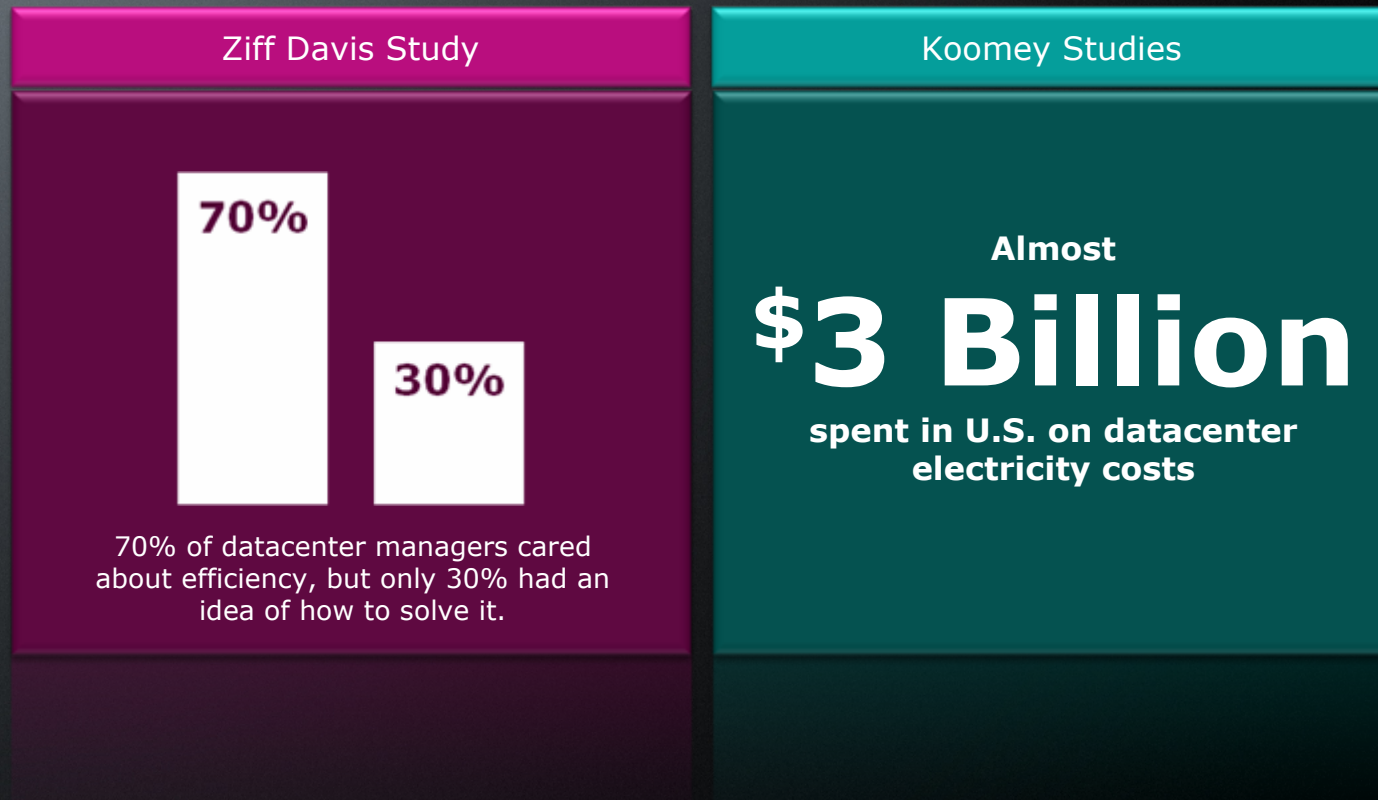 Ziff Davis Study
70%
30%
70% of datacenter managers cared
about efficiency, but only 30% had an
idea of how to solve it.
Koomey Studies
Almost
$3 Billion
spent in U.S. on datacenter
electricity costs